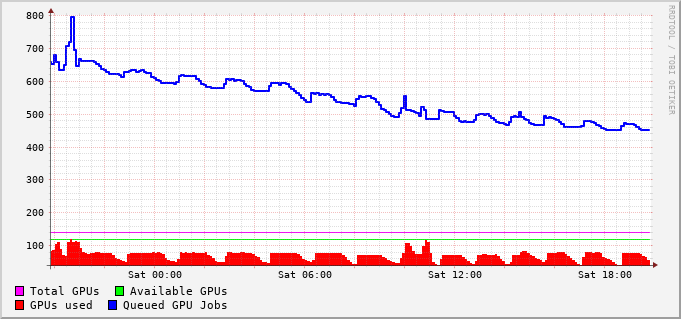 800
700
600
500
400
300
200
100
Sat 00:00 Sat 06:00 Sat 12:00 Sat 18:00
Total GPUs Available GPUs
GPUs used Queued GPU Jobs
RRDTOOL / TOBI OETIKER